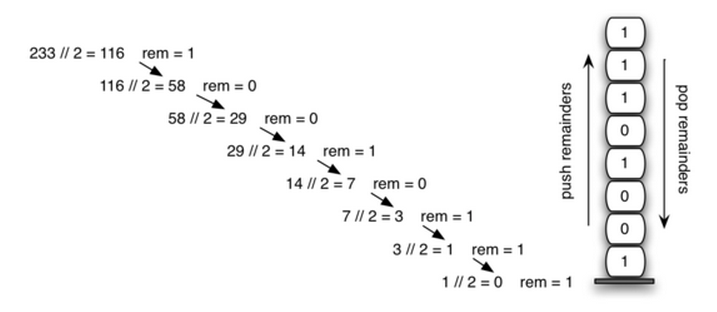 233 // 2 = 116 rem = 1
116 // 2 = 58 rem = 0
58 // 2 = 29 rem = 0
29 // 2 = 14 rem = 1
14 // 2 = 7 rem = 0
7 // 2 = 3 rem = 1
3 // 2 = 1 rem = 1
1 // 2 = 0 rem = 1
push remainders
1
1
1
0
1
0
0
1
pop remainders